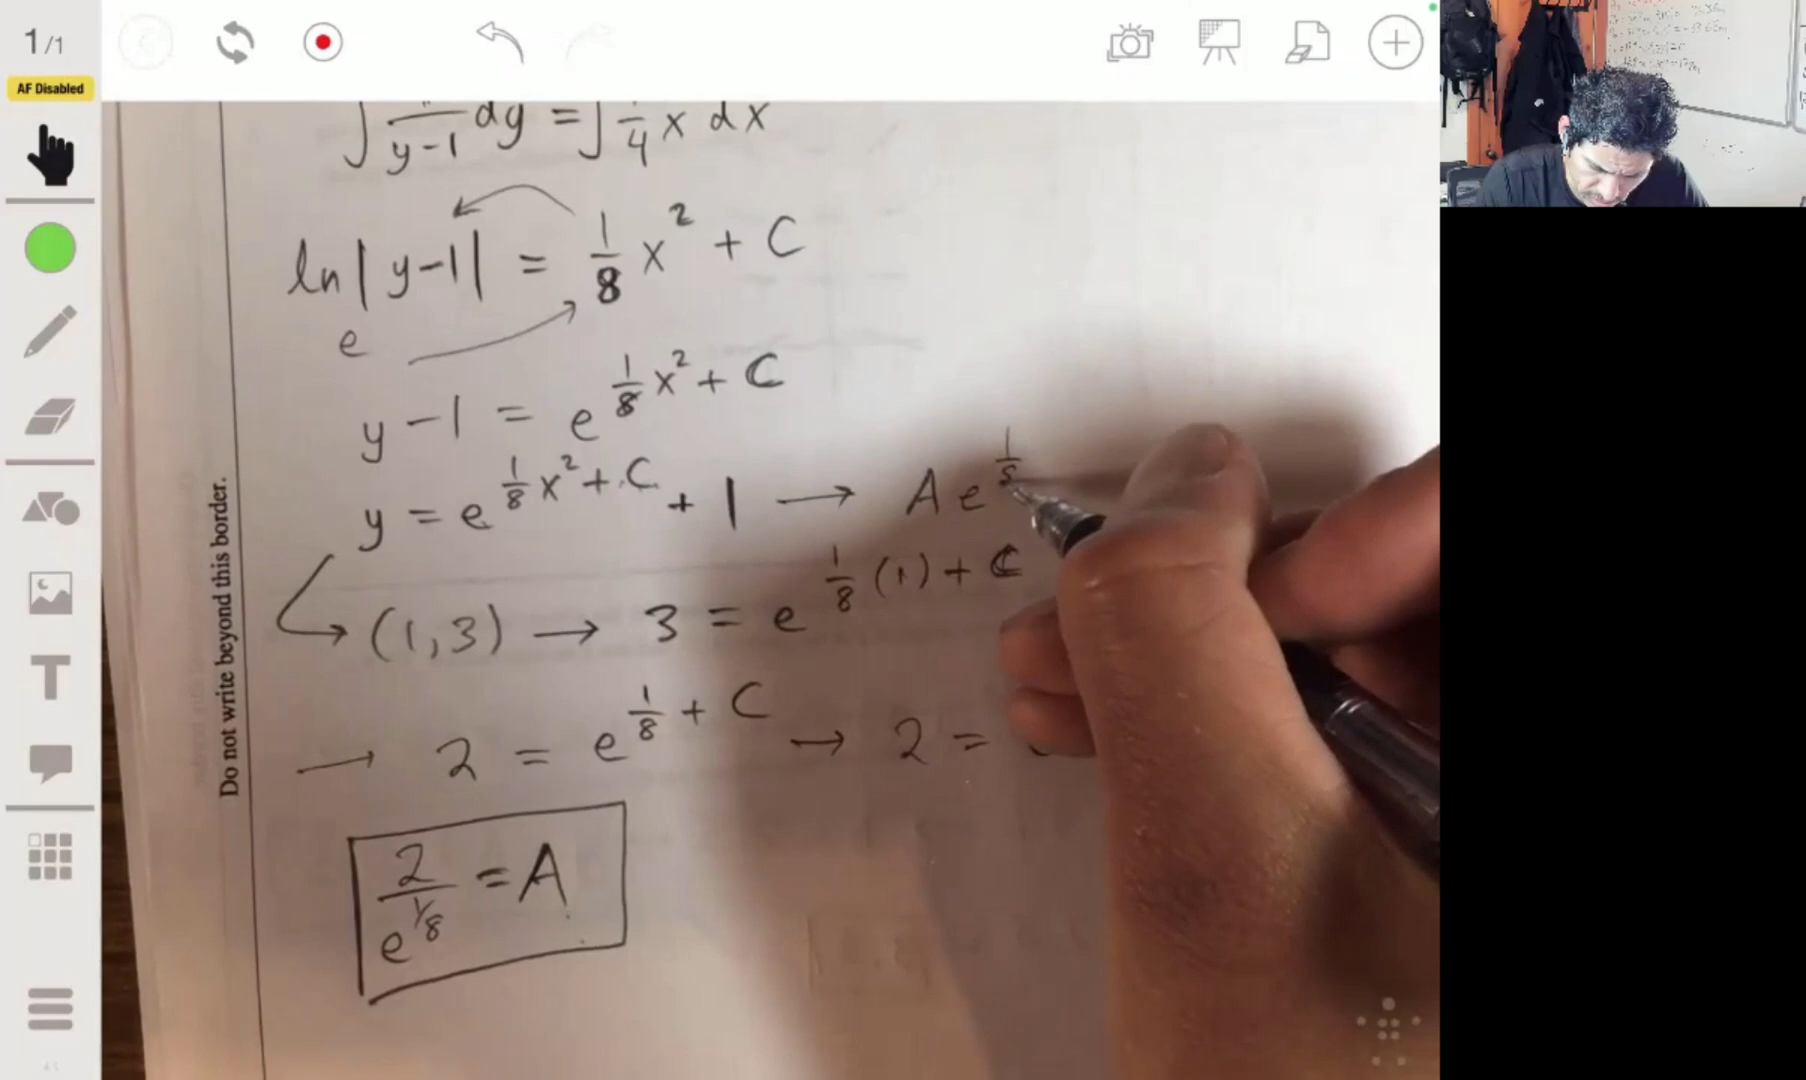 1/1
AF Disabled
∫ 1/(y-1) dy = ∫ 1/4 x dx
ln|y-1| = 1/8 x² + C
e
y-1 = e^(1/8 x² + C)
y = e^(1/8 x² + C) + 1 → A e^(1/
↳ (1,3) → 3 = e^(1/8 (1) + C)
→ 2 = e^(1/8 + C) → 2 =
2/e^(1/8) = A
Do not write beyond this border.
T